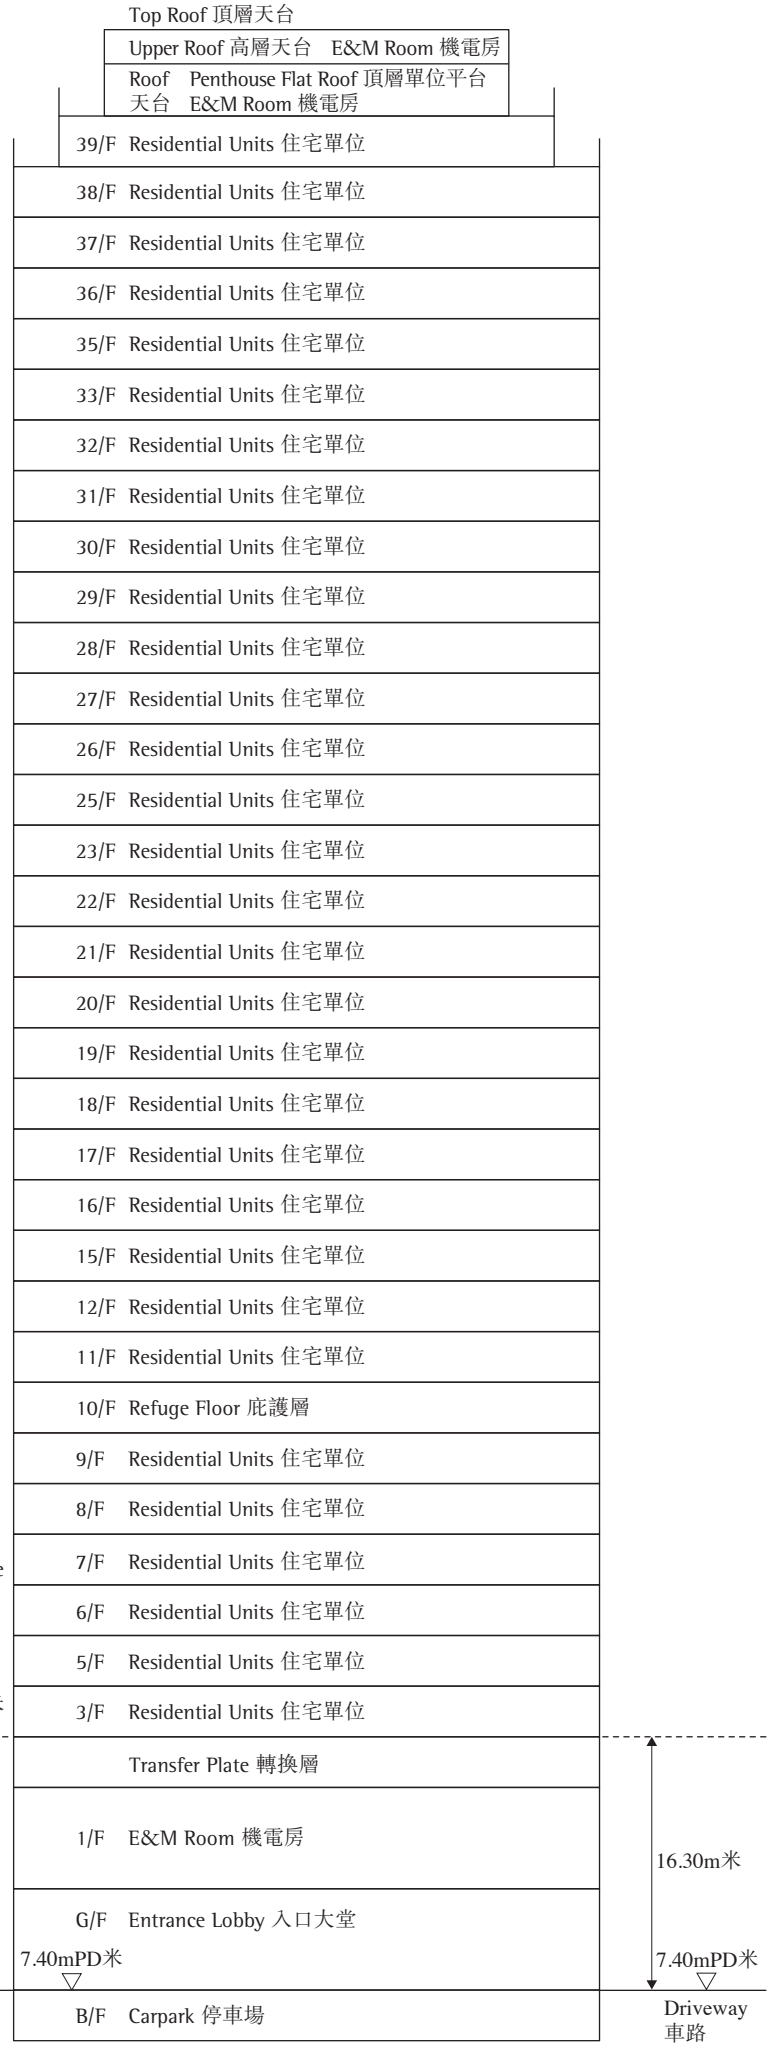 Top Roof 頂層天台
Upper Roof 高層天台 E&M Room 機電房
Roof Penthouse Flat Roof 頂層單位平台
天台 E&M Room 機電房
39/F Residential Units 住宅單位
38/F Residential Units 住宅單位
37/F Residential Units 住宅單位
36/F Residential Units 住宅單位
35/F Residential Units 住宅單位
33/F Residential Units 住宅單位
32/F Residential Units 住宅單位
31/F Residential Units 住宅單位
30/F Residential Units 住宅單位
29/F Residential Units 住宅單位
28/F Residential Units 住宅單位
27/F Residential Units 住宅單位
26/F Residential Units 住宅單位
25/F Residential Units 住宅單位
23/F Residential Units 住宅單位
22/F Residential Units 住宅單位
21/F Residential Units 住宅單位
20/F Residential Units 住宅單位
19/F Residential Units 住宅單位
18/F Residential Units 住宅單位
17/F Residential Units 住宅單位
16/F Residential Units 住宅單位
15/F Residential Units 住宅單位
12/F Residential Units 住宅單位
11/F Residential Units 住宅單位
10/F Refuge Floor 庇護層
9/F Residential Units 住宅單位
8/F Residential Units 住宅單位
7/F Residential Units 住宅單位
6/F Residential Units 住宅單位
5/F Residential Units 住宅單位
3/F Residential Units 住宅單位
Transfer Plate 轉換層
1/F E&M Room 機電房
16.30m米
G/F Entrance Lobby 入口大堂
7.40mPD米
7.40mPD米
B/F Carpark 停車場
Driveway
車路